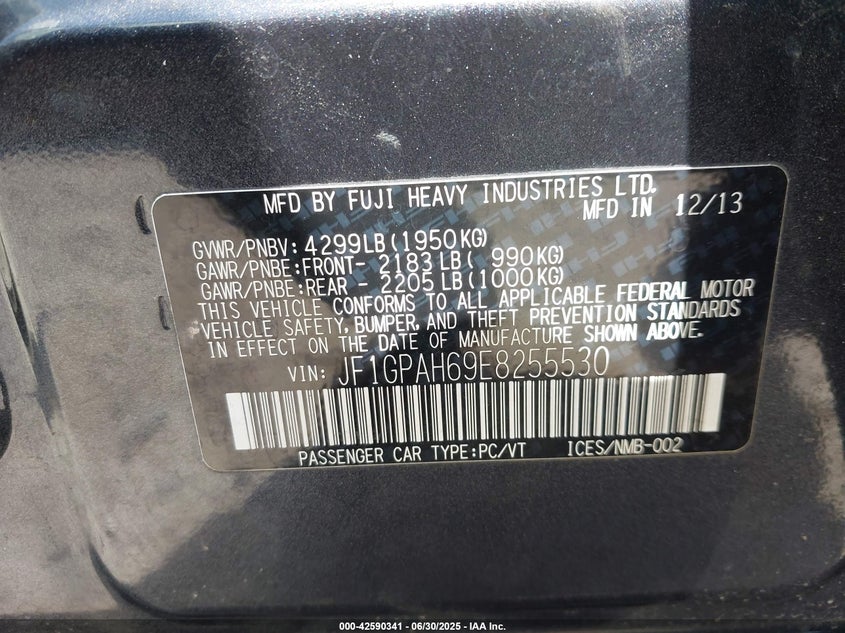 MFD BY FUJI HEAVY INDUSTRIES LTD.
MFD IN 12/13
GVWR/PNBV: 4299LB(1950KG)
GAWR/PNBE:FRONT- 2183LB( 990KG)
GAWR/PNBE:REAR - 2205LB(1000KG)
THIS VEHICLE CONFORMS TO ALL APPLICABLE FEDERAL MOTOR
VEHICLE SAFETY, BUMPER, AND THEFT PREVENTION STANDARDS
IN EFFECT ON THE DATE OF MANUFACTURE SHOWN ABOVE.
VIN: JF1GPAH69E8255530
PASSENGER CAR TYPE:PC/VT ICES/NMB-002
000-42590341 - 06/30/2025 - IAA Inc.